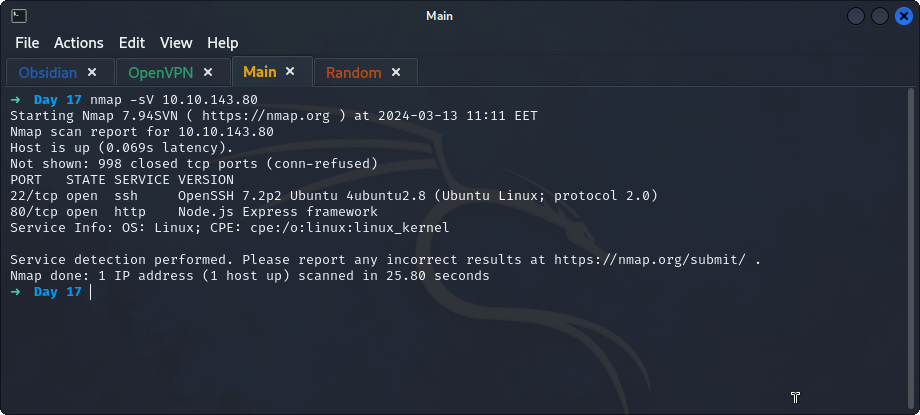 Main
File Actions Edit View Help
Obsidian × OpenVPN × Main × Random ×
→ Day 17 nmap -sV 10.10.143.80
Starting Nmap 7.94SVN ( https://nmap.org ) at 2024-03-13 11:11 EET
Nmap scan report for 10.10.143.80
Host is up (0.069s latency).
Not shown: 998 closed tcp ports (conn-refused)
PORT   STATE SERVICE VERSION
22/tcp open  ssh     OpenSSH 7.2p2 Ubuntu 4ubuntu2.8 (Ubuntu Linux; protocol 2.0)
80/tcp open  http    Node.js Express framework
Service Info: OS: Linux; CPE: cpe:/o:linux:linux_kernel
Service detection performed. Please report any incorrect results at https://nmap.org/submit/ .
Nmap done: 1 IP address (1 host up) scanned in 25.80 seconds
→ Day 17